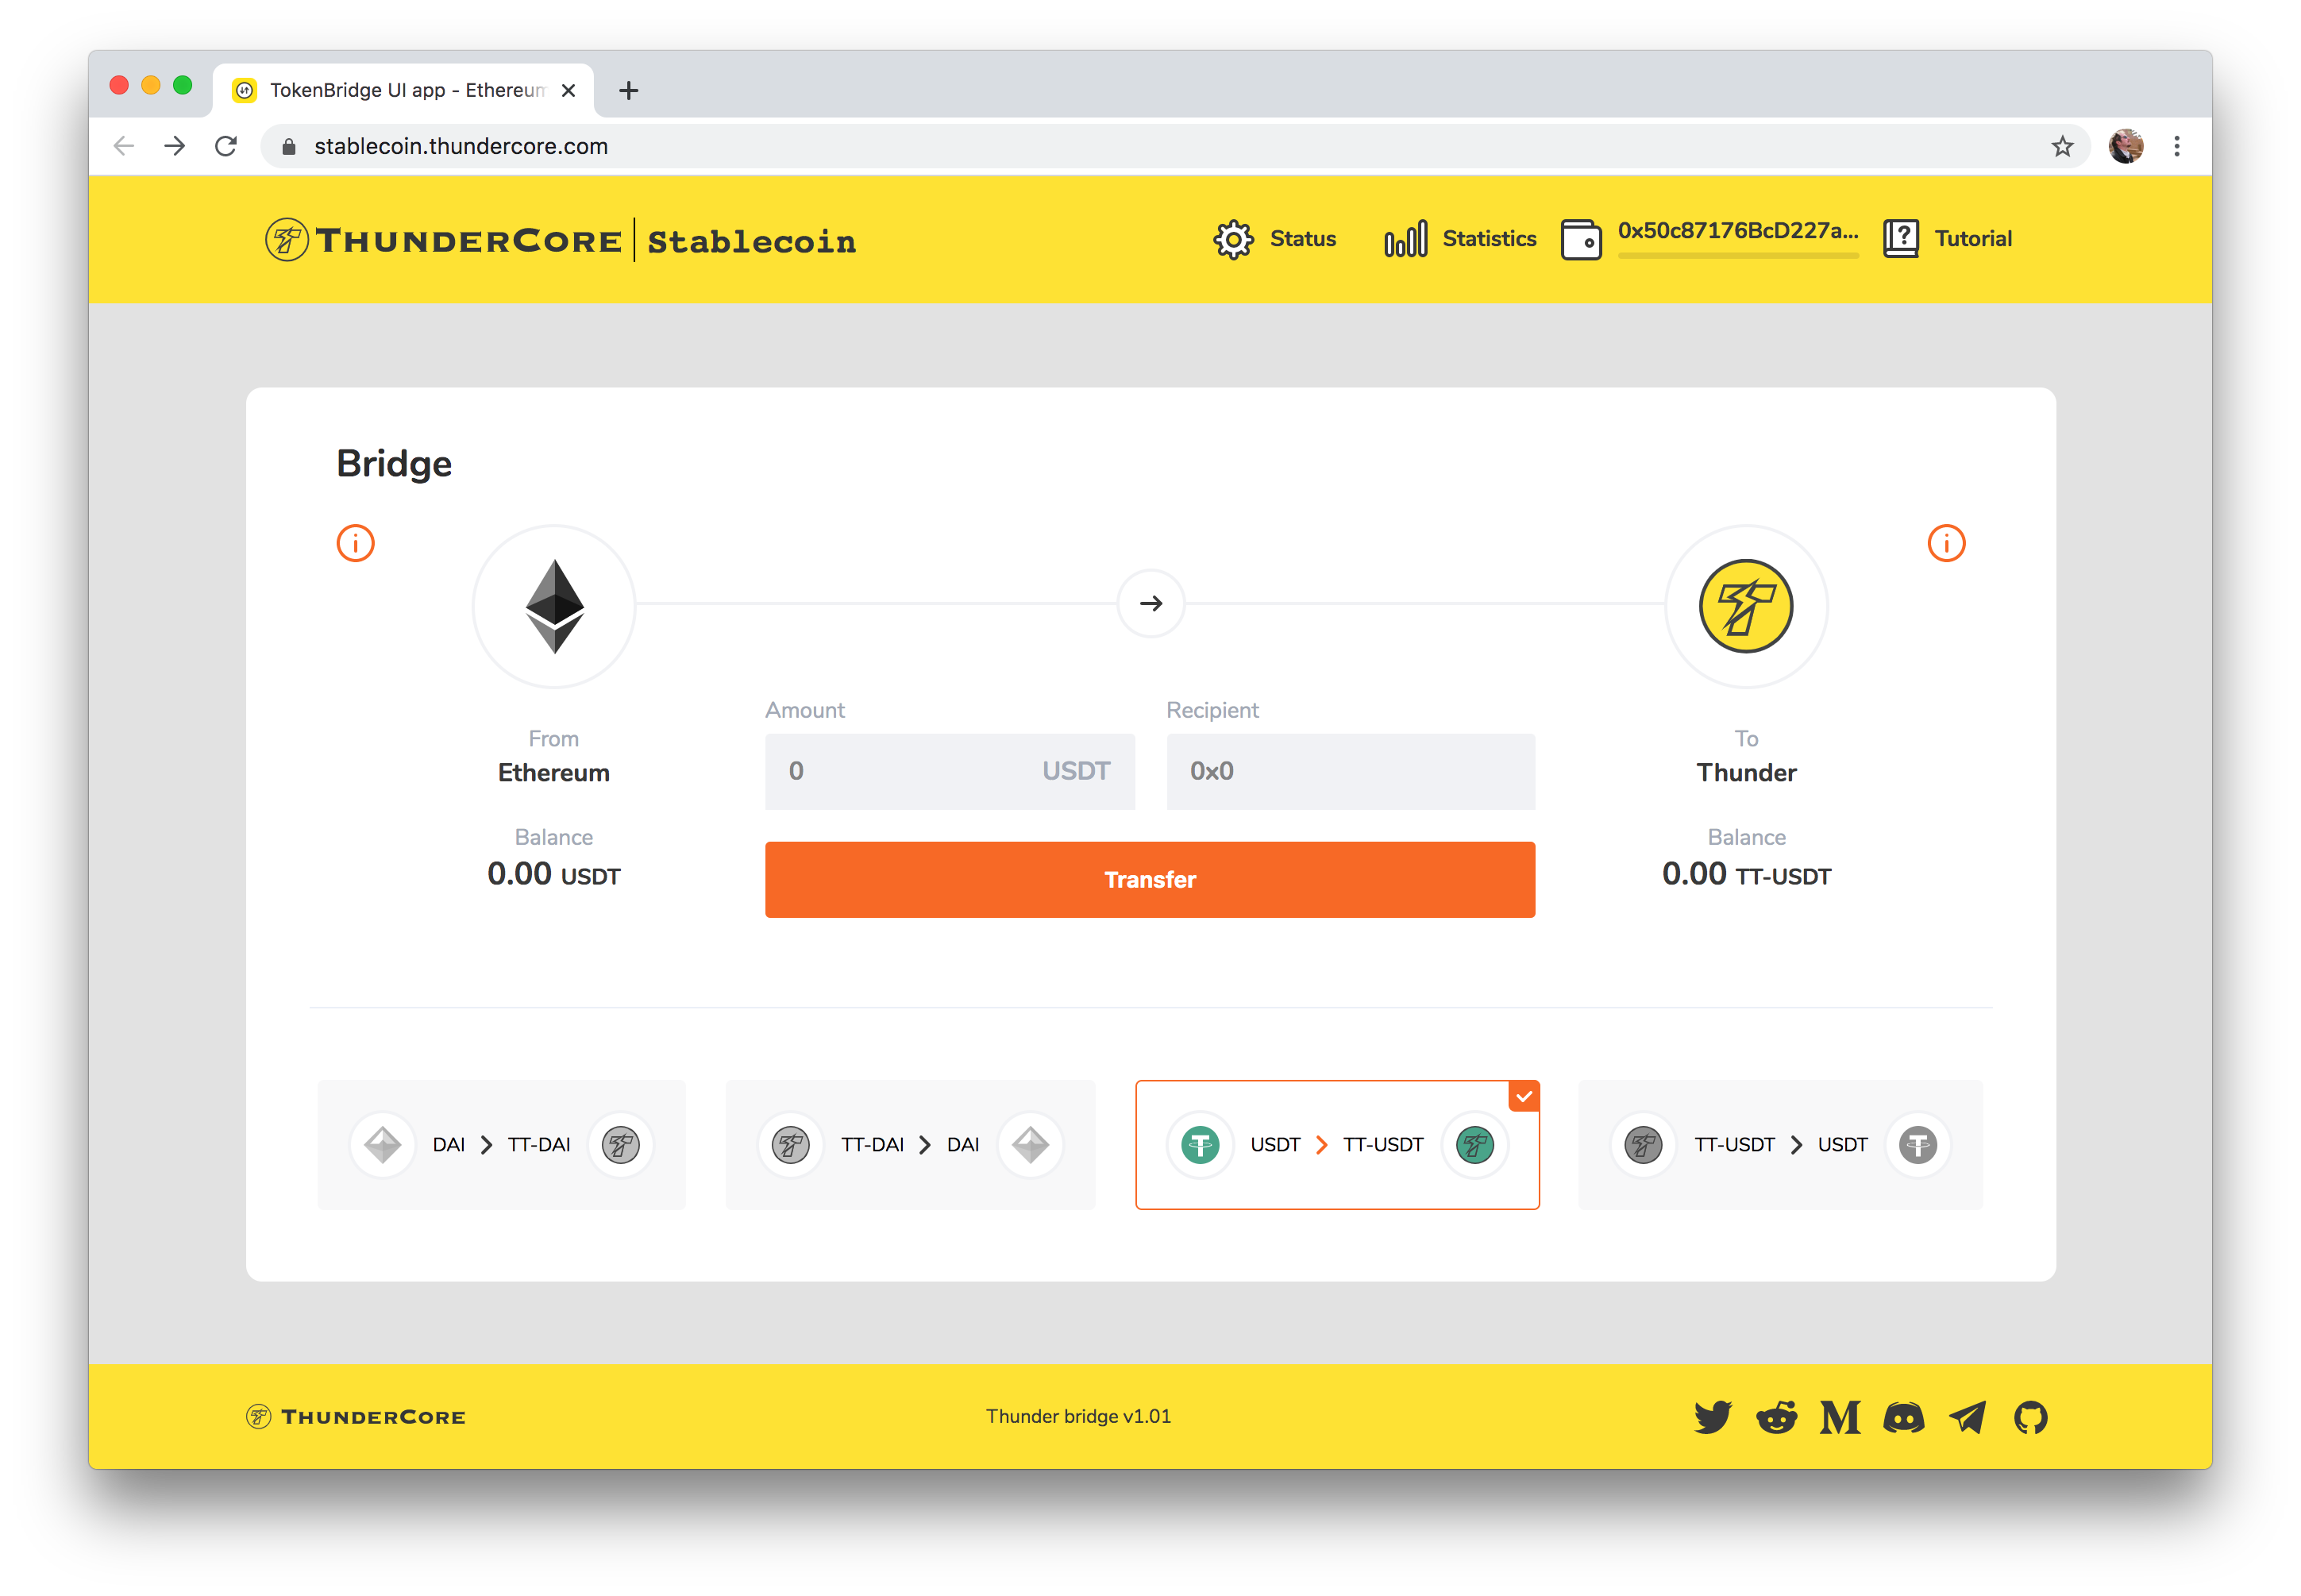 TokenBridge UI app - Ethereum
stablecoin.thundercore.com
THUNDERCORE | Stablecoin
Status
Statistics
0x50c87176BcD227a...
Tutorial
Bridge
Amount
Recipient
From
Ethereum
0 USDT
0x0
To
Thunder
Balance
0.00 USDT
Transfer
Balance
0.00 TT-USDT
DAI > TT-DAI
TT-DAI > DAI
USDT > TT-USDT
TT-USDT > USDT
THUNDERCORE
Thunder bridge v1.01